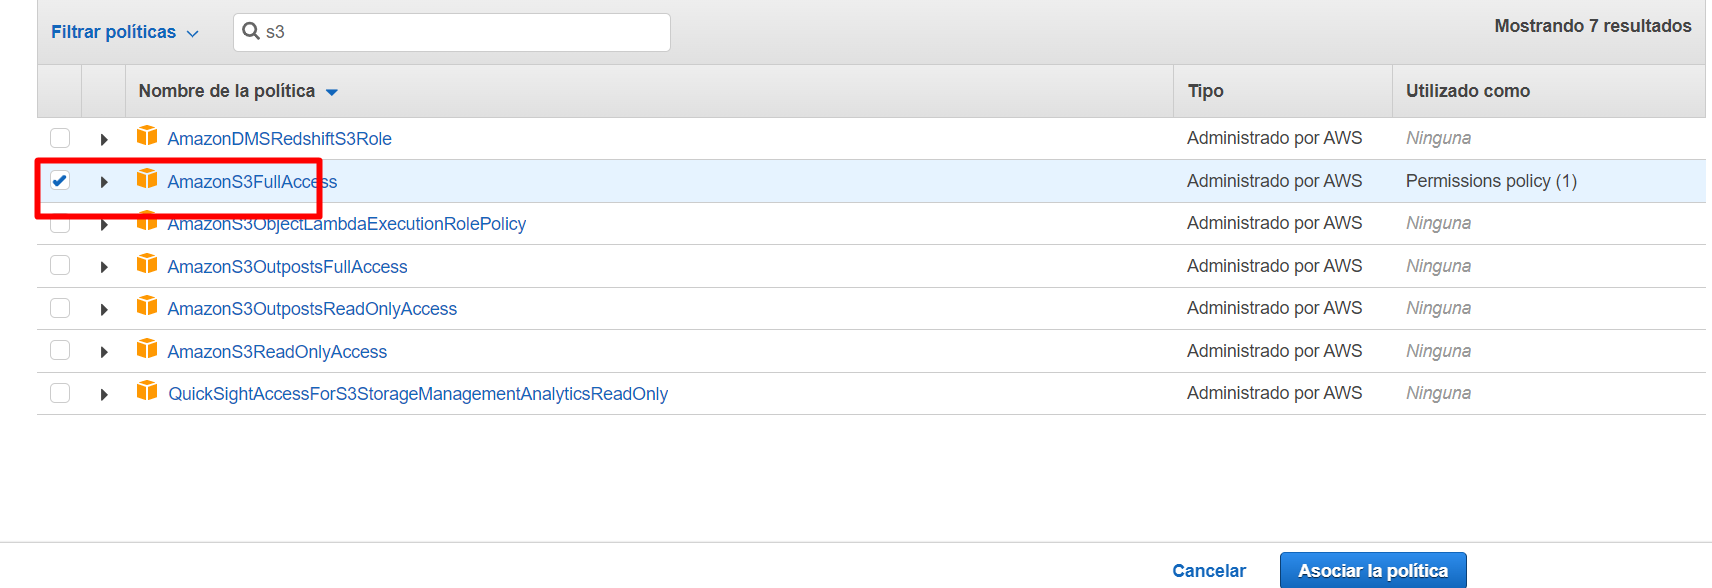 Filtrar políticas
s3
Mostrando 7 resultados
Nombre de la política Tipo Utilizado como
AmazonDMSRedshiftS3Role Administrado por AWS Ninguna
AmazonS3FullAccess Administrado por AWS Permissions policy (1)
AmazonS3ObjectLambdaExecutionRolePolicy Administrado por AWS Ninguna
AmazonS3OutpostsFullAccess Administrado por AWS Ninguna
AmazonS3OutpostsReadOnlyAccess Administrado por AWS Ninguna
AmazonS3ReadOnlyAccess Administrado por AWS Ninguna
QuickSightAccessForS3StorageManagementAnalyticsReadOnly Administrado por AWS Ninguna
Cancelar Asociar la política